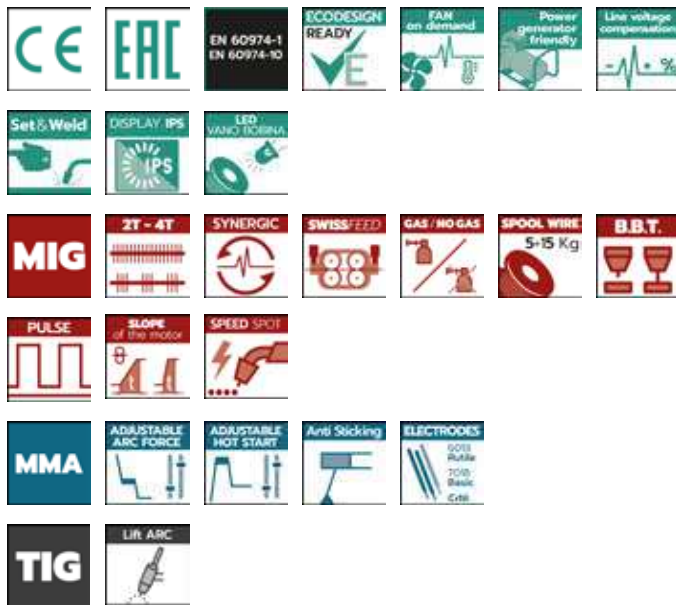 CE
EAC
EN 60974-1
EN 60974-10
ECODESIGN
READY
E
FAN
on demand
Power
generator
friendly
Line voltage
compensation
- + %
Set&Weld
DISPLAY IPS
IPS
LED
VANO BOBINA
MIG
2T - 4T
SYNERGIC
SWISSFEED
GAS / NO GAS
SPOOL WIRE
5÷15 Kg
B.B.T.
PULSE
SLOPE
of the motor
t t
SPEED SPOT
MMA
ADJUSTABLE
ARC FORCE
ADJUSTABLE
HOT START
Anti Sticking
ELECTRODES
6013
Rutile
7018
Basic
CrNi
TIG
Lift ARC